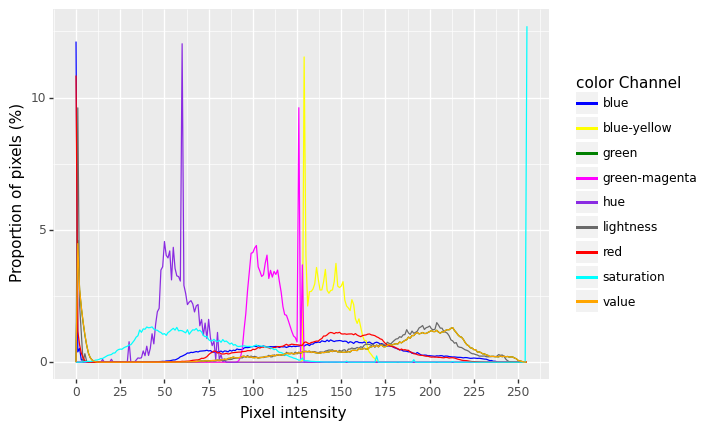 10
5
0
0
25
50
75
100
125
150
175
200
225
250
Pixel intensity
Proportion of pixels (%)
color Channel
blue
blue-yellow
green
green-magenta
hue
lightness
red
saturation
value